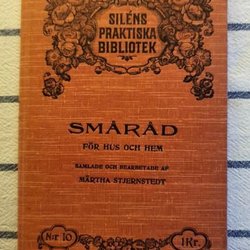 SILÉNS
PRAKTISKA
BIBLIOTEK
SMÅRÅD
FÖR HUS OCH HEM
SAMLADE OCH BEARBETADE AF
MÄRTHA STJERNSTEDT
N:r 10
1 Kr.